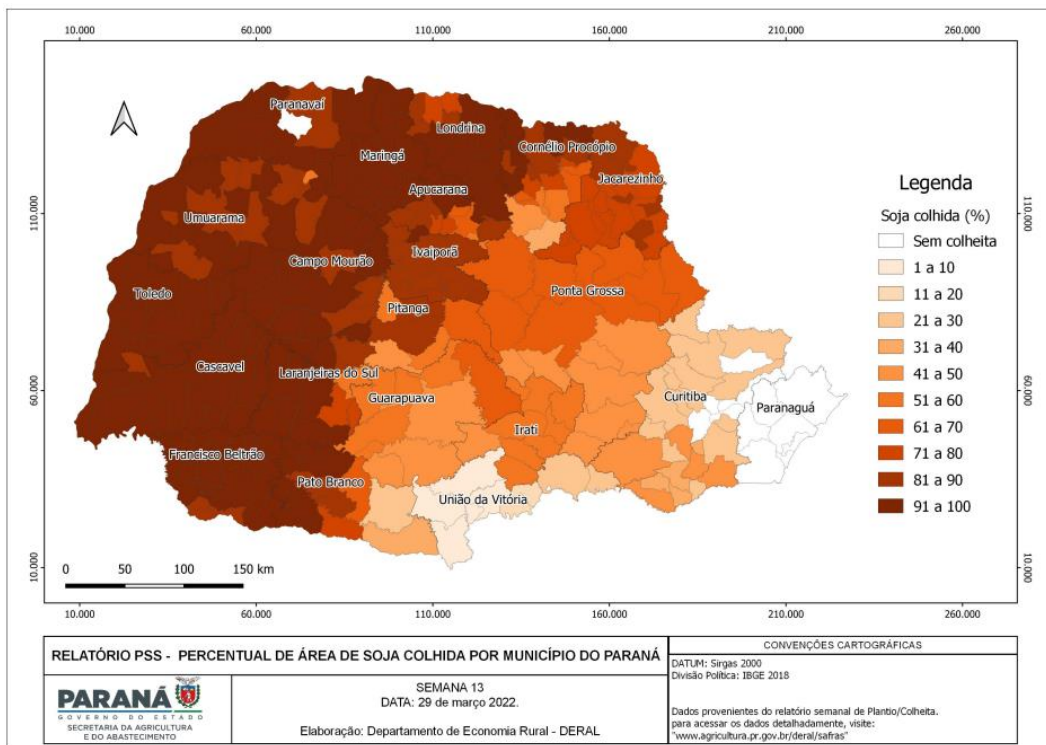 10.000 60.000 110.000 160.000 210.000 260.000
Paranavaí
Londrina
Maringá
Cornélio Procópio
Apucarana
Jacarezinho
Umuarama
Ivaiporã
Campo Mourão
Toledo
Ponta Grossa
Pitanga
Cascavel
Laranjeiras do Sul
Guarapuava
Curitiba
Paranaguá
Irati
Francisco Beltrão
Pato Branco
União da Vitória
110.000
60.000
10.000
110.000
60.000
10.000
Legenda
Soja colhida (%)
Sem colheita
1 a 10
11 a 20
21 a 30
31 a 40
41 a 50
51 a 60
61 a 70
71 a 80
81 a 90
91 a 100
0 50 100 150 km
10.000 60.000 110.000 160.000 210.000 260.000
RELATÓRIO PSS - PERCENTUAL DE ÁREA DE SOJA COLHIDA POR MUNICÍPIO DO PARANÁ
PARANÁ
GOVERNO DO ESTADO
SECRETARIA DA AGRICULTURA
E DO ABASTECIMENTO
SEMANA 13
DATA: 29 de março 2022.
Elaboração: Departamento de Economia Rural - DERAL
CONVENÇÕES CARTOGRÁFICAS
DATUM: Sirgas 2000
Divisão Política: IBGE 2018
Dados provenientes do relatório semanal de Plantio/Colheita.
para acessar os dados detalhadamente, visite:
"www.agricultura.pr.gov.br/deral/safras"